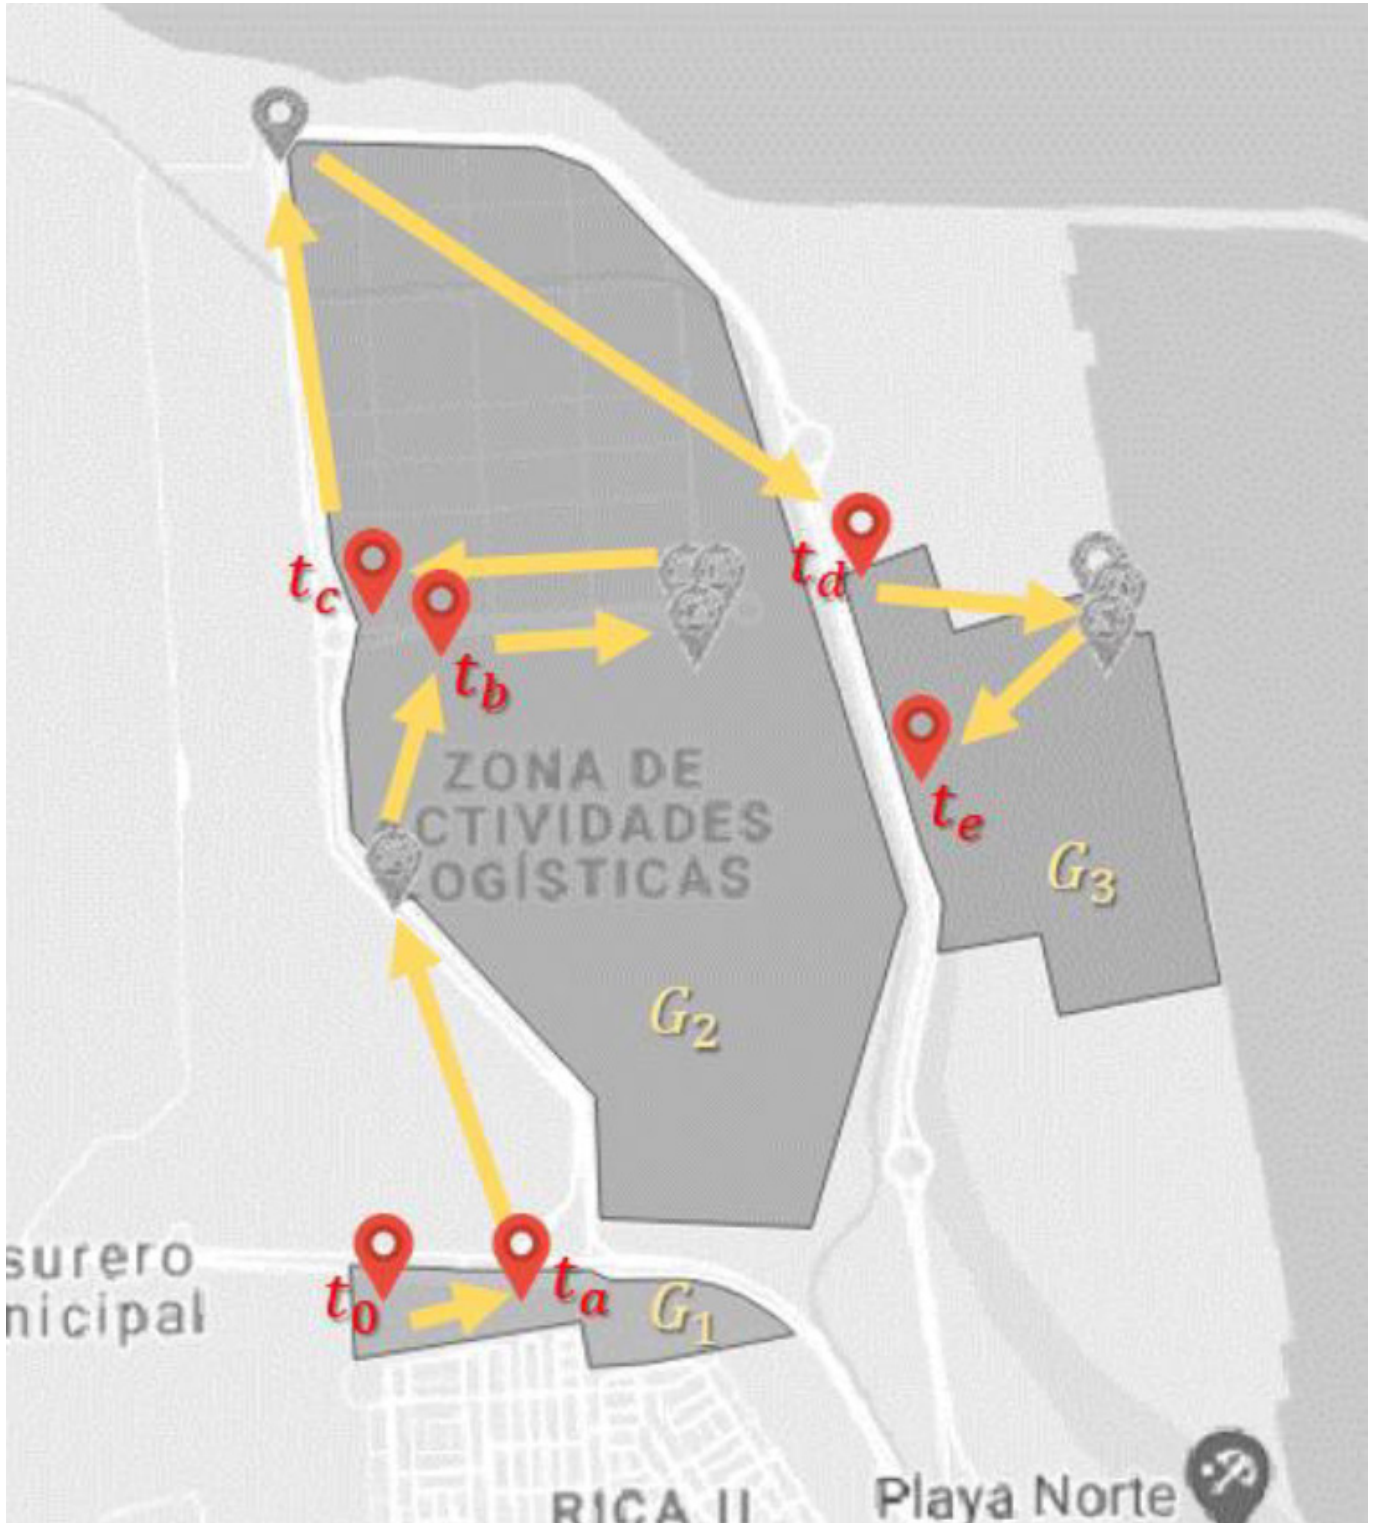 t_c
t_d
t_b
ZONA DE
CTIVIDADES
OGÍSTICAS
t_e
G_3
G_2
surero
nicipal
t_0
t_a
G_1
RICA II
Playa Norte